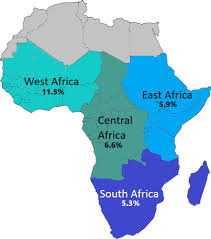 West Africa
11.5%
East Africa
5.9%
Central
Africa
6.6%
South Africa
5.3%